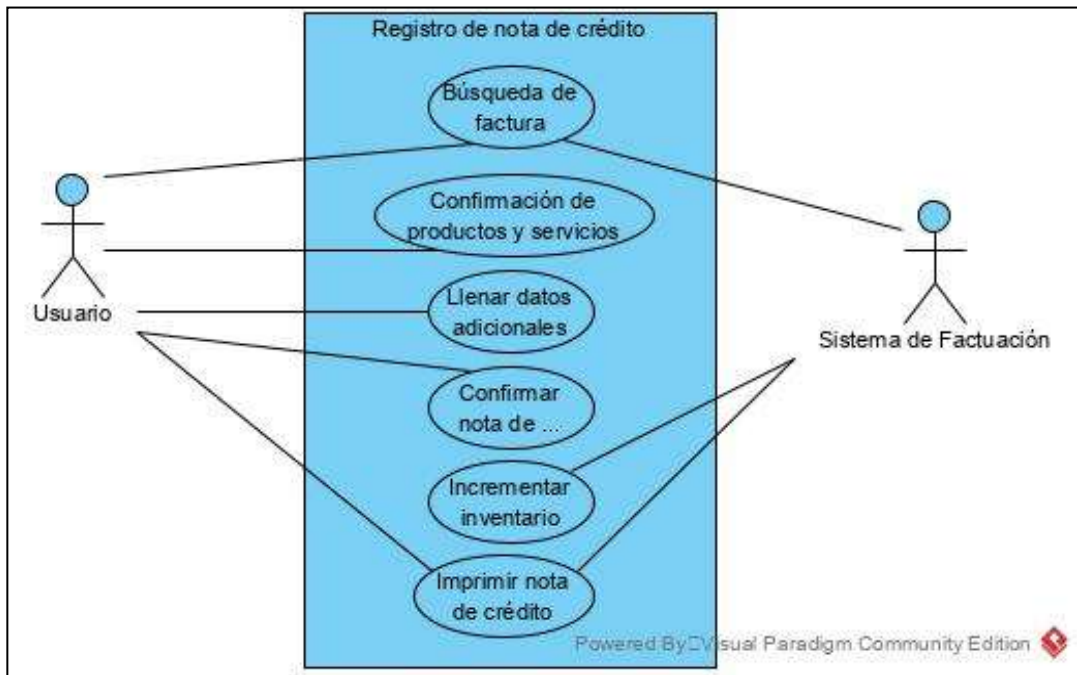 Registro de nota de crédito
Búsqueda de
factura
Confirmación de
productos y servicios
Usuario
Llenar datos
adicionales
Sistema de Factuación
Confirmar
nota de ...
Incrementar
inventario
Imprimir nota
de crédito
Powered By Visual Paradigm Community Edition